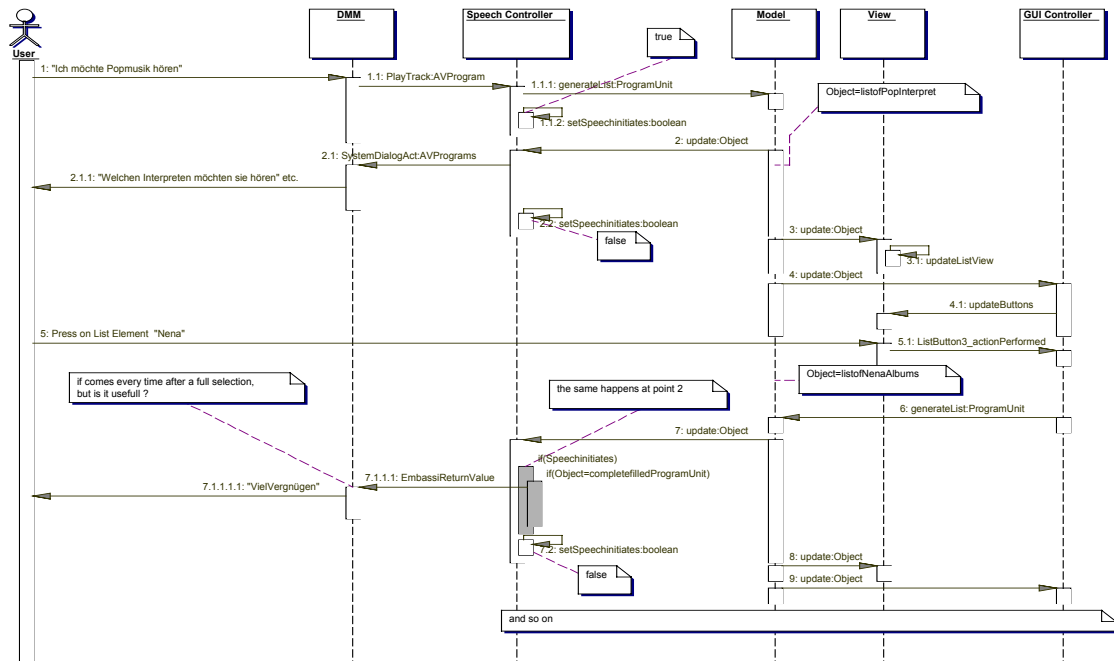 DMM
Speech Controller
Model
View
GUI Controller
User
true
1: "Ich möchte Popmusik hören"
1.1: PlayTrack:AVProgram
1.1.1: generateList:ProgramUnit
Object=listofPopInterpret
1.1.2: setSpeechinitiates:boolean
2: update:Object
2.1: SystemDialogAct:AVPrograms
2.1.1: "Welchen Interpreten möchten sie hören" etc.
2.2: setSpeechinitiates:boolean
false
3: update:Object
3.1: updateListView
4: update:Object
4.1: updateButtons
5: Press on List Element "Nena"
5.1: ListButton3_actionPerformed
Object=listofNenaAlbums
if comes every time after a full selection,
but is it usefull ?
the same happens at point 2
6: generateList:ProgramUnit
7: update:Object
if(Speechinitiates)
if(Object=completefilledProgramUnit)
7.1.1.1: EmbassiReturnValue
7.1.1.1.1: "VielVergnügen"
7.2: setSpeechinitiates:boolean
false
8: update:Object
9: update:Object
and so on